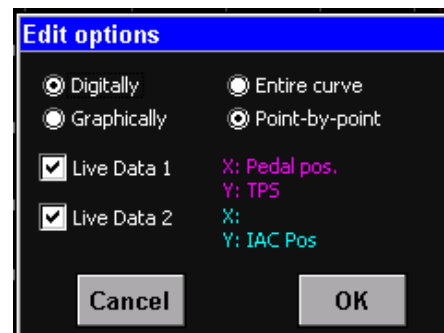 Edit options
Digitally Entire curve
Graphically Point-by-point
Live Data 1 X: Pedal pos.
Y: TPS
Live Data 2 X:
Y: IAC Pos
Cancel OK